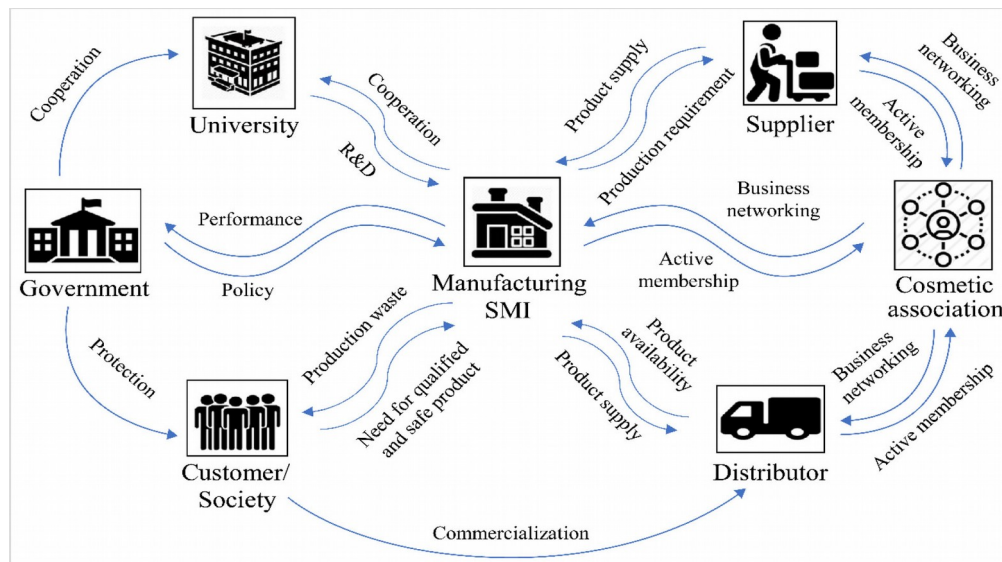 Cooperation
University
Cooperation
R&D
Product supply
Production requirement
Supplier
Business
networking
Active
membership
Government
Performance
Policy
Manufacturing
SMI
Business
networking
Active
membership
Cosmetic
association
Protection
Customer/
Society
Production waste
Need for qualified
and safe product
Product
availability
Product supply
Distributor
Business
networking
Active membership
Commercialization